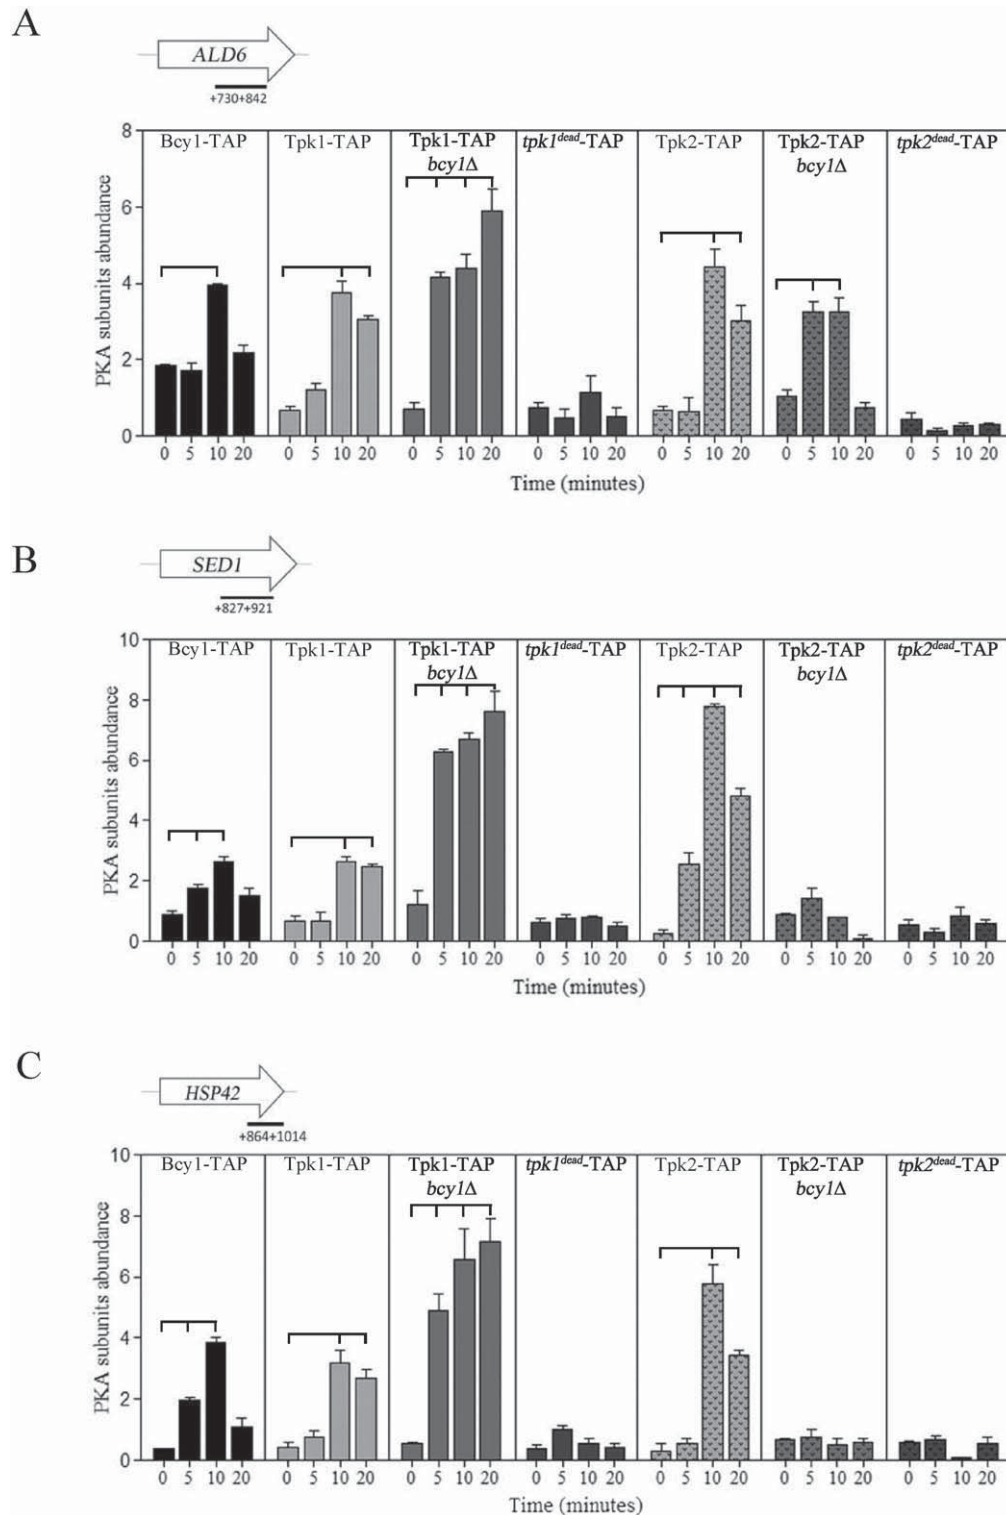 A
ALD6
+730+842
Bcy1-TAP Tpk1-TAP Tpk1-TAP bcy1Δ tpk1dead-TAP Tpk2-TAP Tpk2-TAP bcy1Δ tpk2dead-TAP
PKA subunits abundance
8
6
4
2
0
0 5 10 20 0 5 10 20 0 5 10 20 0 5 10 20 0 5 10 20 0 5 10 20 0 5 10 20
Time (minutes)
B
SED1
+827+921
Bcy1-TAP Tpk1-TAP Tpk1-TAP bcy1Δ tpk1dead-TAP Tpk2-TAP Tpk2-TAP bcy1Δ tpk2dead-TAP
PKA subunits abundance
10
8
6
4
2
0
0 5 10 20 0 5 10 20 0 5 10 20 0 5 10 20 0 5 10 20 0 5 10 20 0 5 10 20
Time (minutes)
C
HSP42
+864+1014
Bcy1-TAP Tpk1-TAP Tpk1-TAP bcy1Δ tpk1dead-TAP Tpk2-TAP Tpk2-TAP bcy1Δ tpk2dead-TAP
PKA subunits abundance
10
8
6
4
2
0
0 5 10 20 0 5 10 20 0 5 10 20 0 5 10 20 0 5 10 20 0 5 10 20 0 5 10 20
Time (minutes)